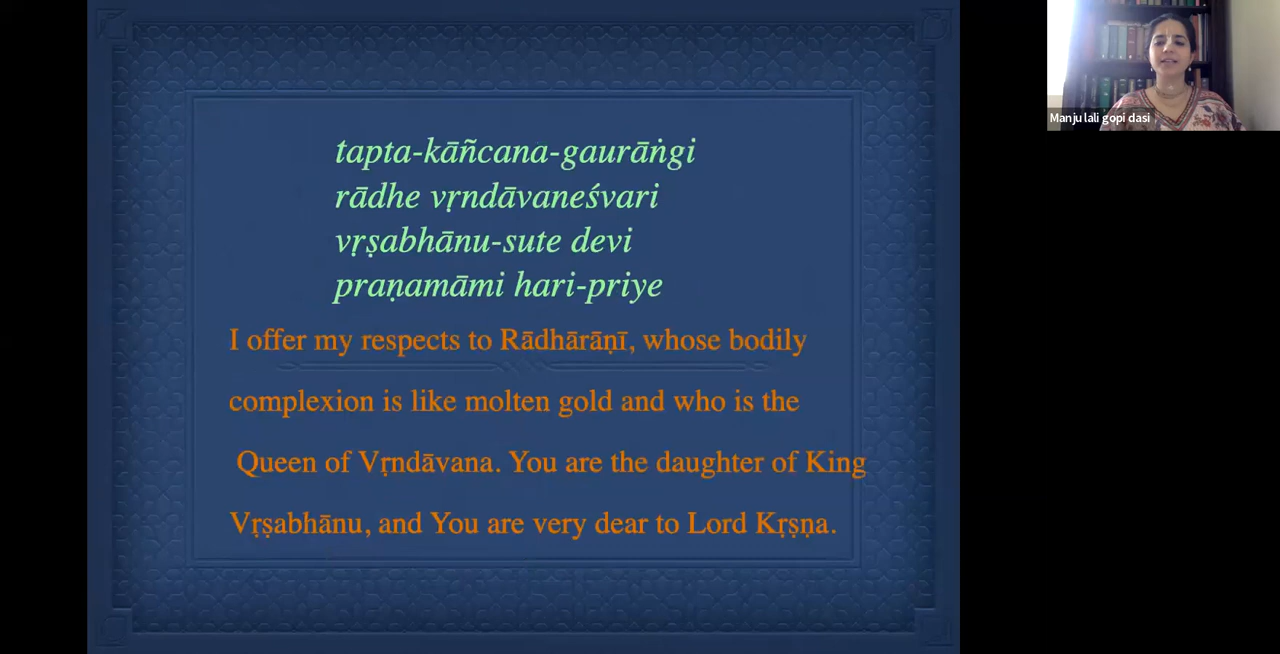 tapta-kāñcana-gaurāṅgi
rādhe vṛndāvaneśvari
vṛṣabhānu-sute devi
praṇamāmi hari-priye
I offer my respects to Rādhārāṇī, whose bodily
complexion is like molten gold and who is the
Queen of Vṛndāvana. You are the daughter of King
Vṛṣabhānu, and You are very dear to Lord Kṛṣṇa.
Manju lali gopi dasi